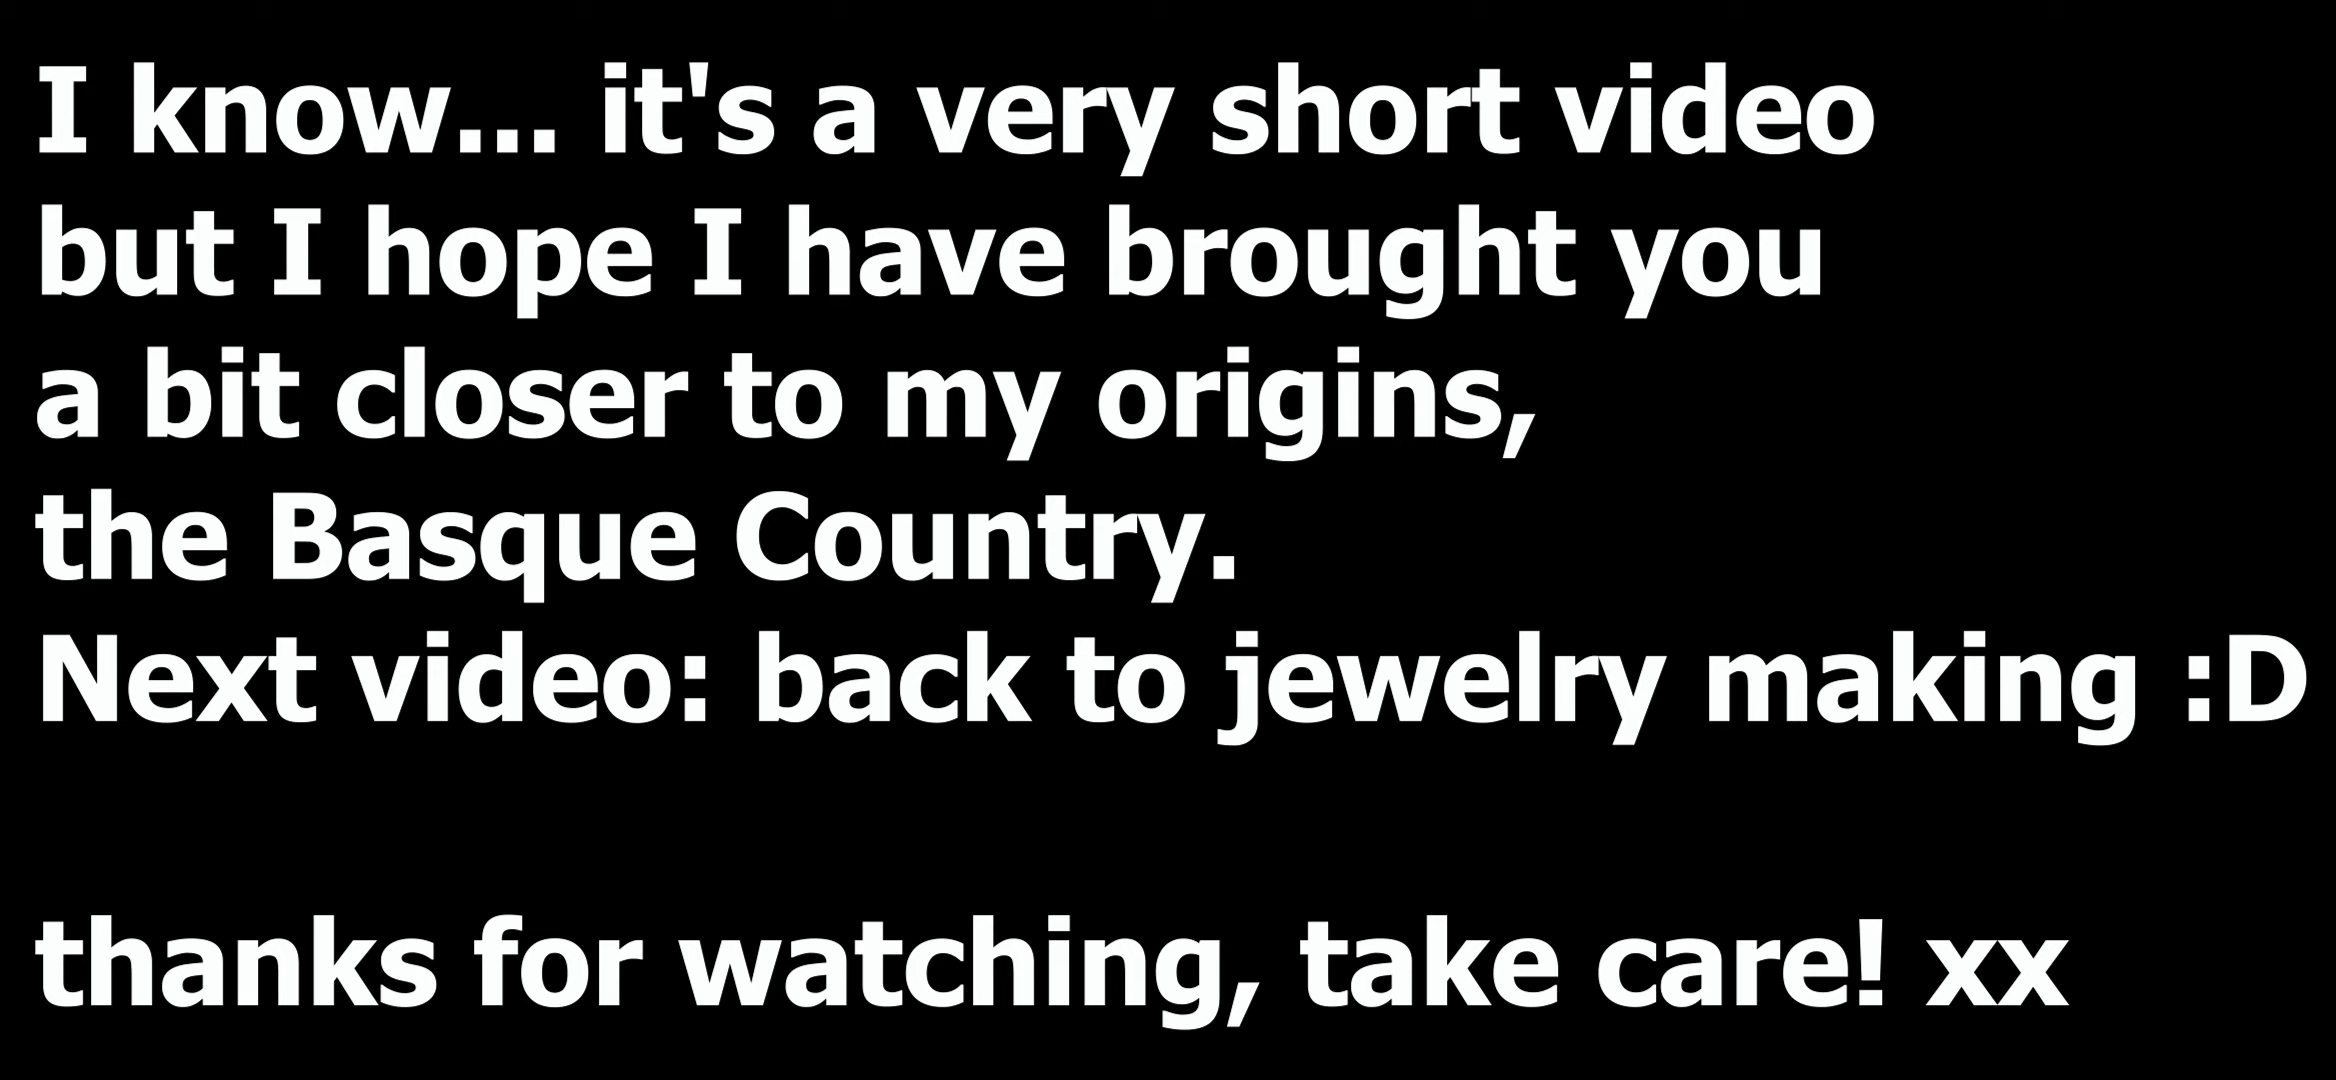 I know... it's a very short video
but I hope I have brought you
a bit closer to my origins,
the Basque Country.
Next video: back to jewelry making :D
thanks for watching, take care! xx